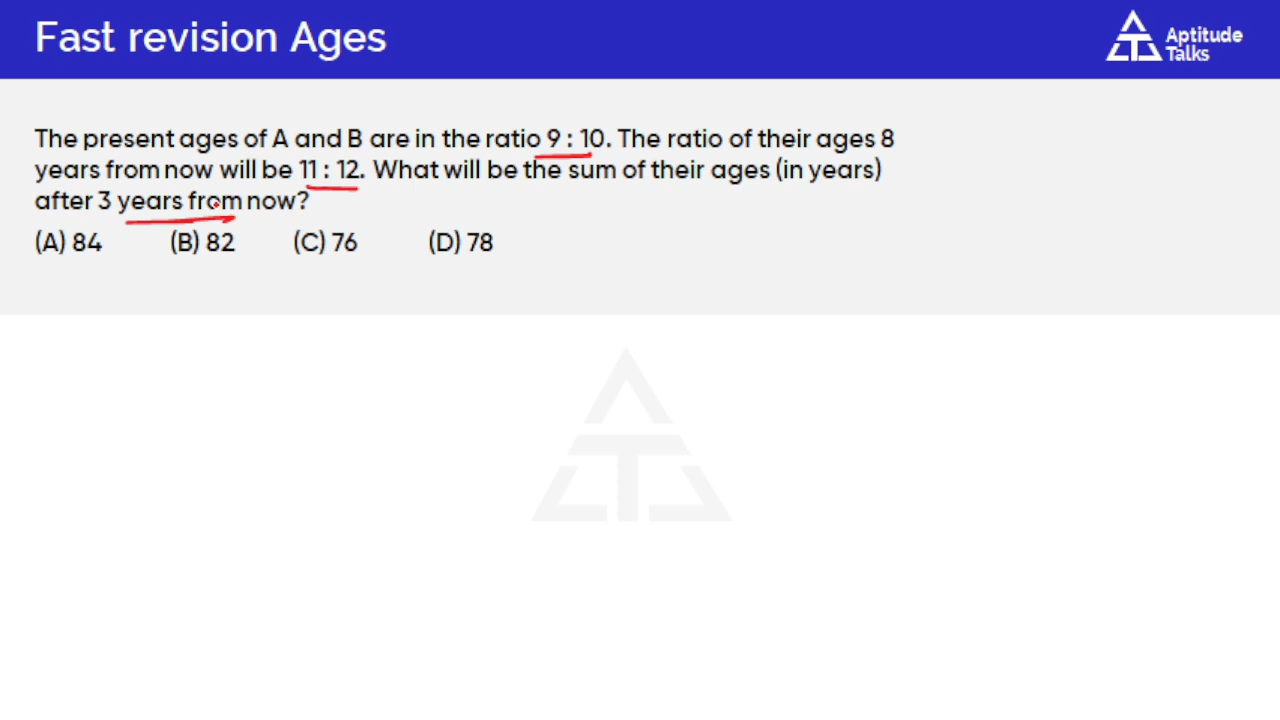 Fast revision Ages
Aptitude
Talks
The present ages of A and B are in the ratio 9 : 10. The ratio of their ages 8
years from now will be 11 : 12. What will be the sum of their ages (in years)
after 3 years from now?
(A) 84 (B) 82 (C) 76 (D) 78